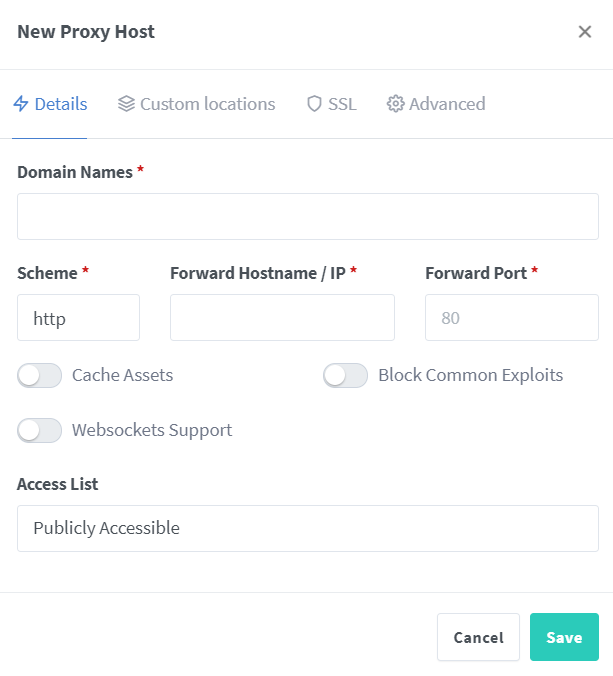 New Proxy Host
Details Custom locations SSL Advanced
Domain Names *
Scheme * Forward Hostname / IP * Forward Port *
http 80
Cache Assets Block Common Exploits
Websockets Support
Access List
Publicly Accessible
Cancel Save